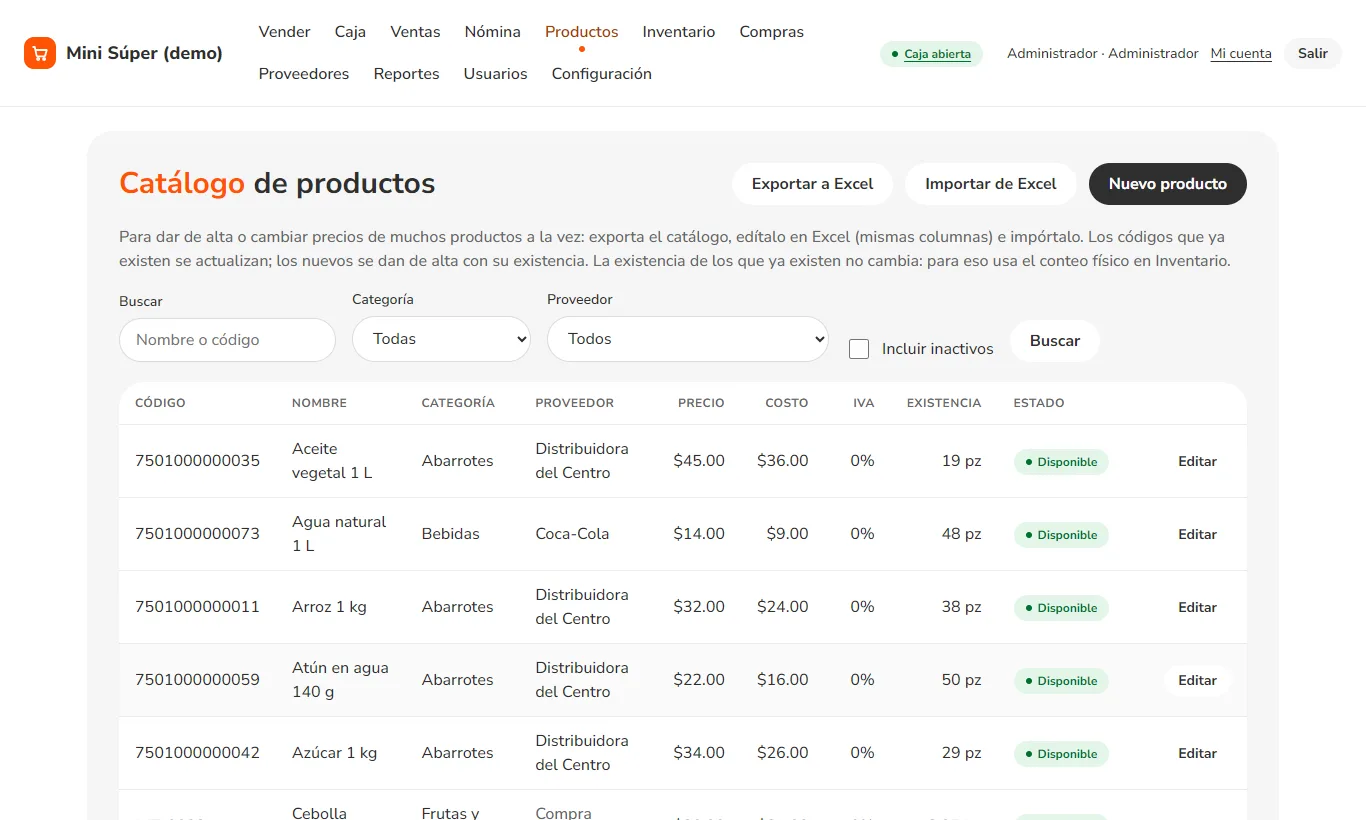 Mini Súper (demo)
Vender Caja Ventas Nómina Productos Inventario Compras
Proveedores Reportes Usuarios Configuración
Caja abierta
Administrador · Administrador Mi cuenta Salir
Catálogo de productos
Exportar a Excel Importar de Excel Nuevo producto
Para dar de alta o cambiar precios de muchos productos a la vez: exporta el catálogo, edítalo en Excel (mismas columnas) e impórtalo. Los códigos que ya
existen se actualizan; los nuevos se dan de alta con su existencia. La existencia de los que ya existen no cambia: para eso usa el conteo físico en Inventario.
Buscar Categoría Proveedor
Nombre o código Todas Todos Incluir inactivos Buscar
CÓDIGO NOMBRE CATEGORÍA PROVEEDOR PRECIO COSTO IVA EXISTENCIA ESTADO
7501000000035 Aceite vegetal 1 L Abarrotes Distribuidora del Centro $45.00 $36.00 0% 19 pz Disponible Editar
7501000000073 Agua natural 1 L Bebidas Coca-Cola $14.00 $9.00 0% 48 pz Disponible Editar
7501000000011 Arroz 1 kg Abarrotes Distribuidora del Centro $32.00 $24.00 0% 38 pz Disponible Editar
7501000000059 Atún en agua 140 g Abarrotes Distribuidora del Centro $22.00 $16.00 0% 50 pz Disponible Editar
7501000000042 Azúcar 1 kg Abarrotes Distribuidora del Centro $34.00 $26.00 0% 29 pz Disponible Editar
Cebolla Frutas y Compra